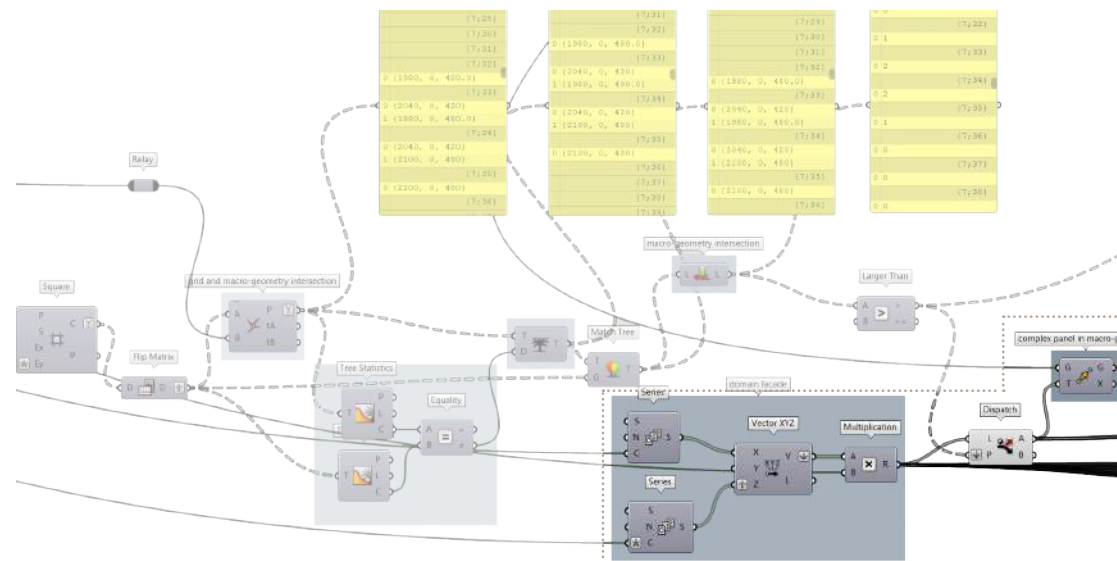 {7;29}
{7;30}
{7;31}
{7;32}
0 {1980, 0, 480.0}
{7;33}
0 {2040, 0, 420}
1 {1980, 0, 480.0}
{7;34}
0 {2040, 0, 420}
1 {2100, 0, 480}
{7;35}
0 {2100, 0, 480}
{7;36}
{7;31}
{7;32}
0 {1980, 0, 480.0}
{7;33}
0 {2040, 0, 420}
1 {1980, 0, 480.0}
{7;34}
0 {2040, 0, 420}
1 {2100, 0, 480}
{7;35}
0 {2100, 0, 480}
{7;36}
{7;37}
{7;38}
{7;39}
{7;29}
{7;30}
{7;31}
{7;32}
0 {1980, 0, 480.0}
{7;33}
0 {2040, 0, 420}
1 {1980, 0, 480.0}
{7;34}
0 {2040, 0, 420}
1 {2100, 0, 480}
{7;35}
0 {2100, 0, 480}
{7;36}
{7;32}
0 1
{7;33}
0 2
{7;34}
0 2
{7;35}
0 1
{7;36}
0 0
{7;37}
0 0
{7;38}
0 0
Relay
macro-geometry intersection
L L
Larger Than
A >
B >=
Square
P
S C
Ex
Ey P
grid and macro-geometry intersection
A P
tA
B tB
Flip Matrix
D D
T T
D
Match Tree
T T
G
Tree Statistics
P
T L
C
P
T L
C
Equality
A =
B ≠
domain facade
Series
S
N S
C
Series
S
N S
C
Vector XYZ
X V
Y XYZ
Z L
Multiplication
A R
B
Dispatch
L A
P B
complex panel in macro-
G G
T X